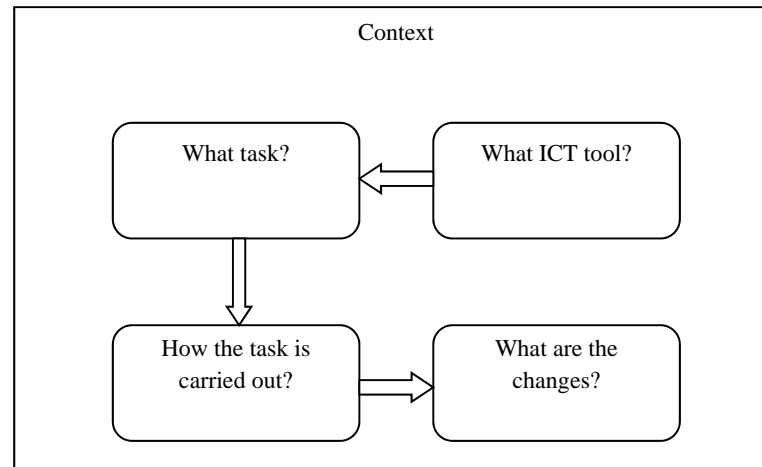 Context
What task?
What ICT tool?
How the task is
carried out?
What are the
changes?